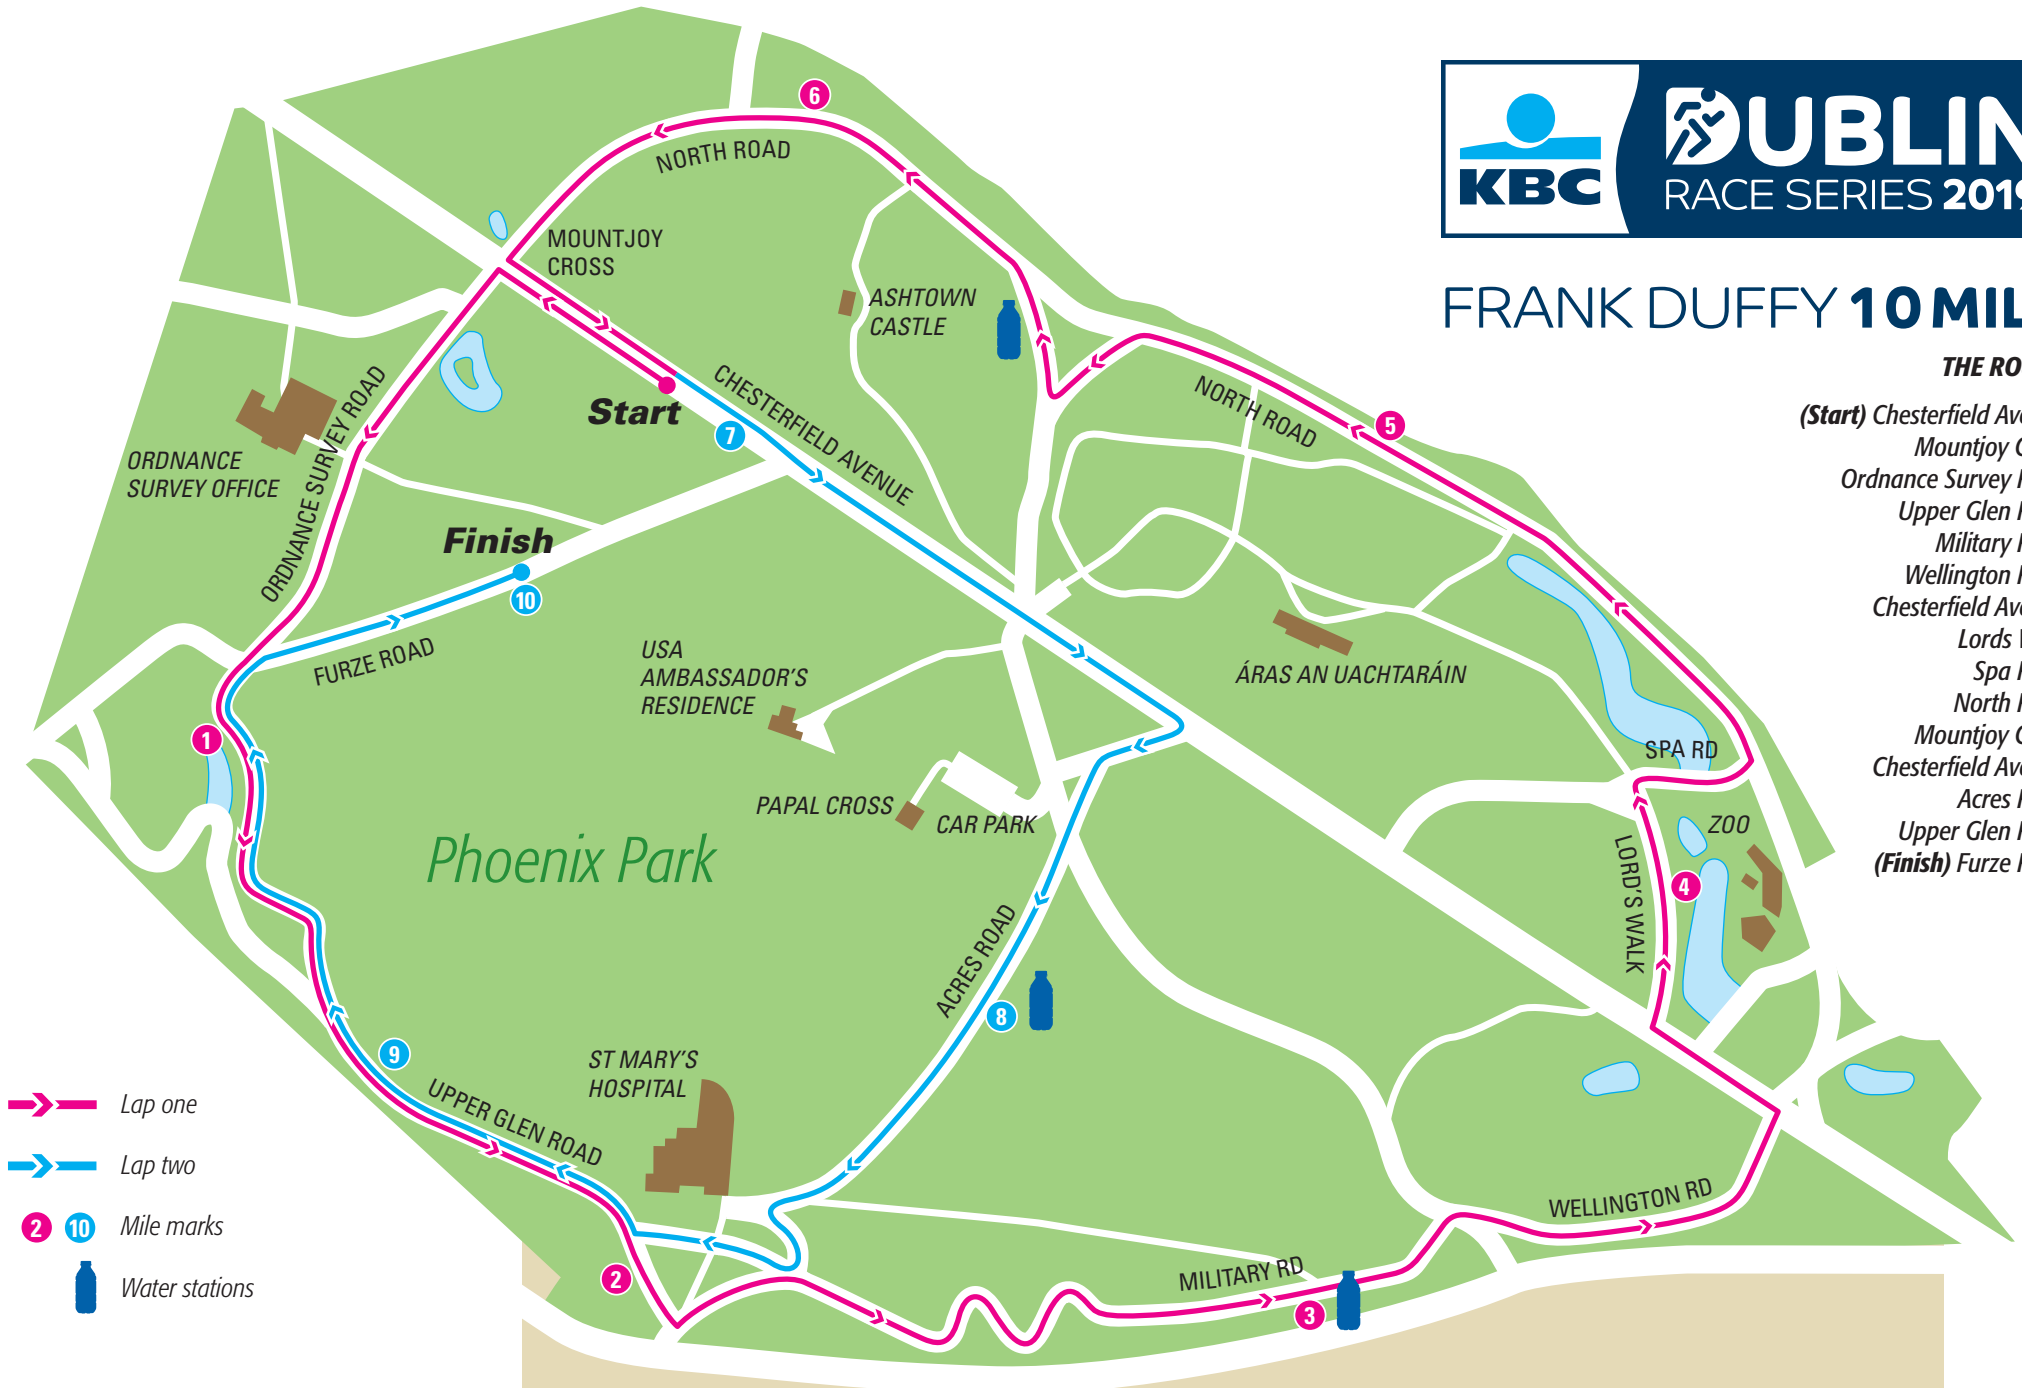 KBC
DUBLIN
RACE SERIES 2019
FRANK DUFFY 10 MIL
THE RO
(Start) Chesterfield Ave
Mountjoy C
Ordnance Survey R
Upper Glen R
Military R
Wellington R
Chesterfield Ave
Lords W
Spa R
North R
Mountjoy C
Chesterfield Ave
Acres R
Upper Glen R
(Finish) Furze R
6
NORTH ROAD
MOUNTJOY
CROSS
ASHTOWN
CASTLE
Start
7
CHESTERFIELD AVENUE
NORTH ROAD
5
ORDNANCE
SURVEY OFFICE
ORDNANCE SURVEY ROAD
Finish
10
FURZE ROAD
USA
AMBASSADOR'S
RESIDENCE
ÁRAS AN UACHTARÁIN
1
SPA RD
PAPAL CROSS
CAR PARK
ZOO
Phoenix Park
LORD'S WALK
4
ACRES ROAD
8
9
ST MARY'S
HOSPITAL
UPPER GLEN ROAD
2
MILITARY RD
3
WELLINGTON RD
Lap one
Lap two
2 10 Mile marks
Water stations